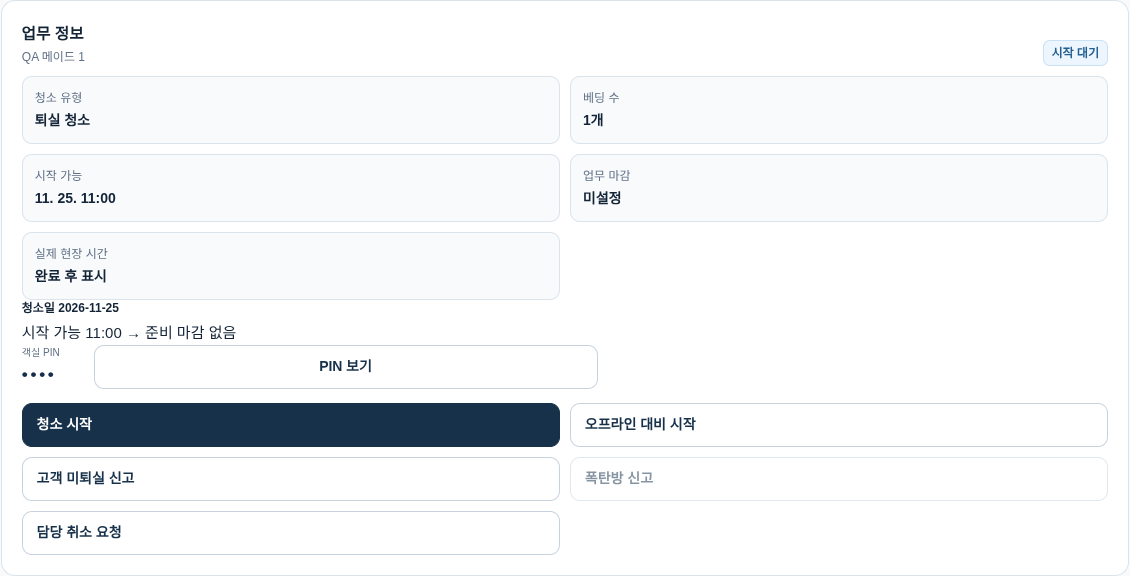 업무 정보
QA 메이드 1
시작 대기
청소 유형
퇴실 청소
베딩 수
1개
시작 가능
11. 25. 11:00
업무 마감
미설정
실제 현장 시간
완료 후 표시
청소일 2026-11-25
시작 가능 11:00 → 준비 마감 없음
객실 PIN
••••
PIN 보기
청소 시작
오프라인 대비 시작
고객 미퇴실 신고
폭탄방 신고
담당 취소 요청